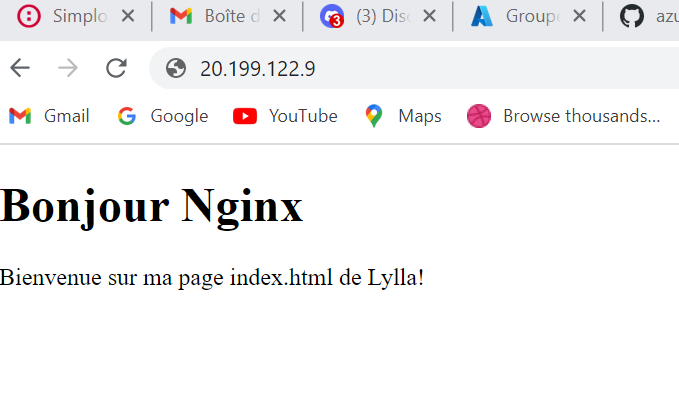 Simplo
Boîte d
(3) Disc
Groupe
azu
20.199.122.9
Gmail
Google
YouTube
Maps
Browse thousands...
Bonjour Nginx
Bienvenue sur ma page index.html de Lylla!